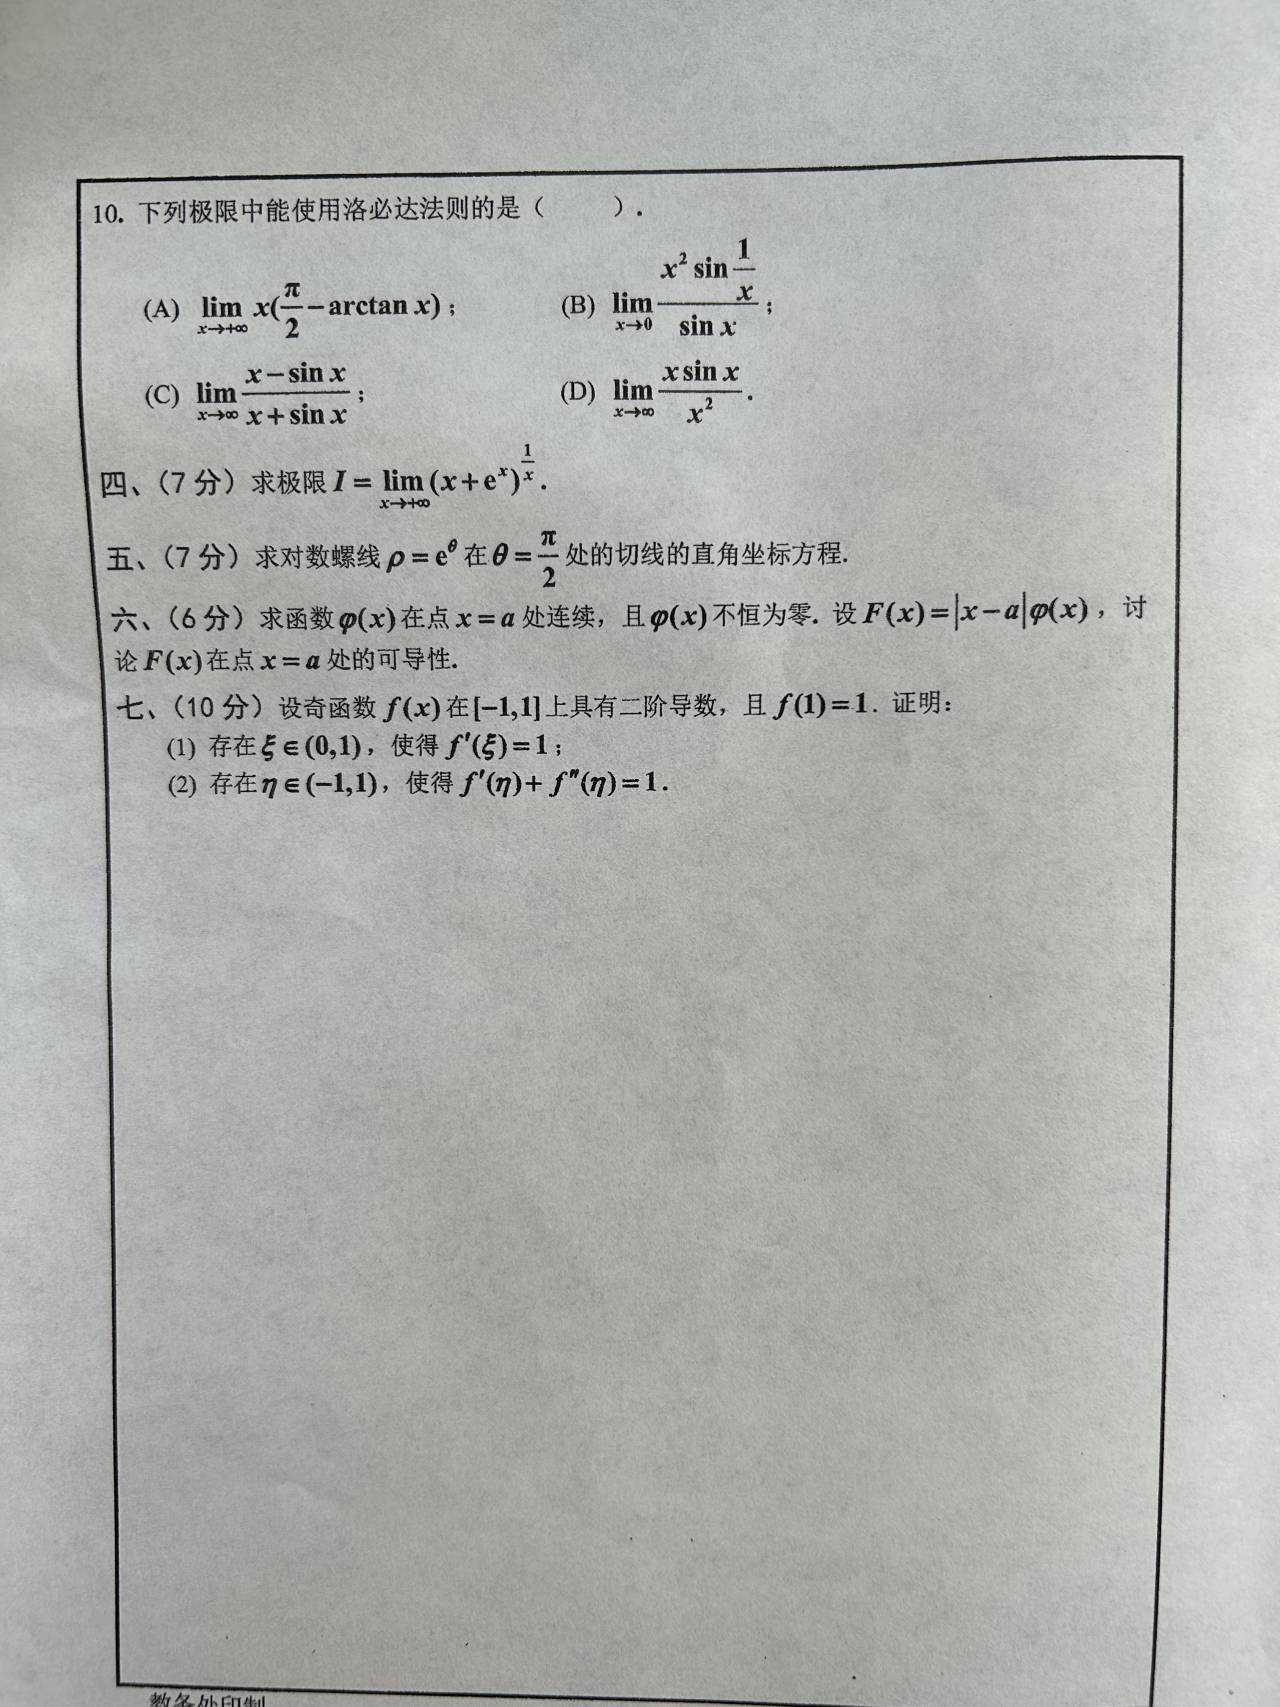 10. 下列极限中能使用洛必达法则的是（　　）.
(A) lim_{x→+∞} x(π/2 − arctan x)；
(B) lim_{x→0} (x² sin (1/x)) / (sin x)；
(C) lim_{x→∞} (x − sin x) / (x + sin x)；
(D) lim_{x→∞} (x sin x) / x².
四、（7 分）求极限 I = lim_{x→+∞} (x + e^x)^{1/x}.
五、（7 分）求对数螺线 ρ = e^θ 在 θ = π/2 处的切线的直角坐标方程.
六、（6 分）求函数 φ(x) 在点 x = a 处连续，且 φ(x) 不恒为零. 设 F(x) = |x − a|φ(x)，讨
论 F(x) 在点 x = a 处的可导性.
七、（10 分）设奇函数 f(x) 在 [−1,1] 上具有二阶导数，且 f(1) = 1. 证明：
(1) 存在 ξ ∈ (0,1)，使得 f′(ξ) = 1；
(2) 存在 η ∈ (−1,1)，使得 f′(η) + f″(η) = 1.
教务处印制